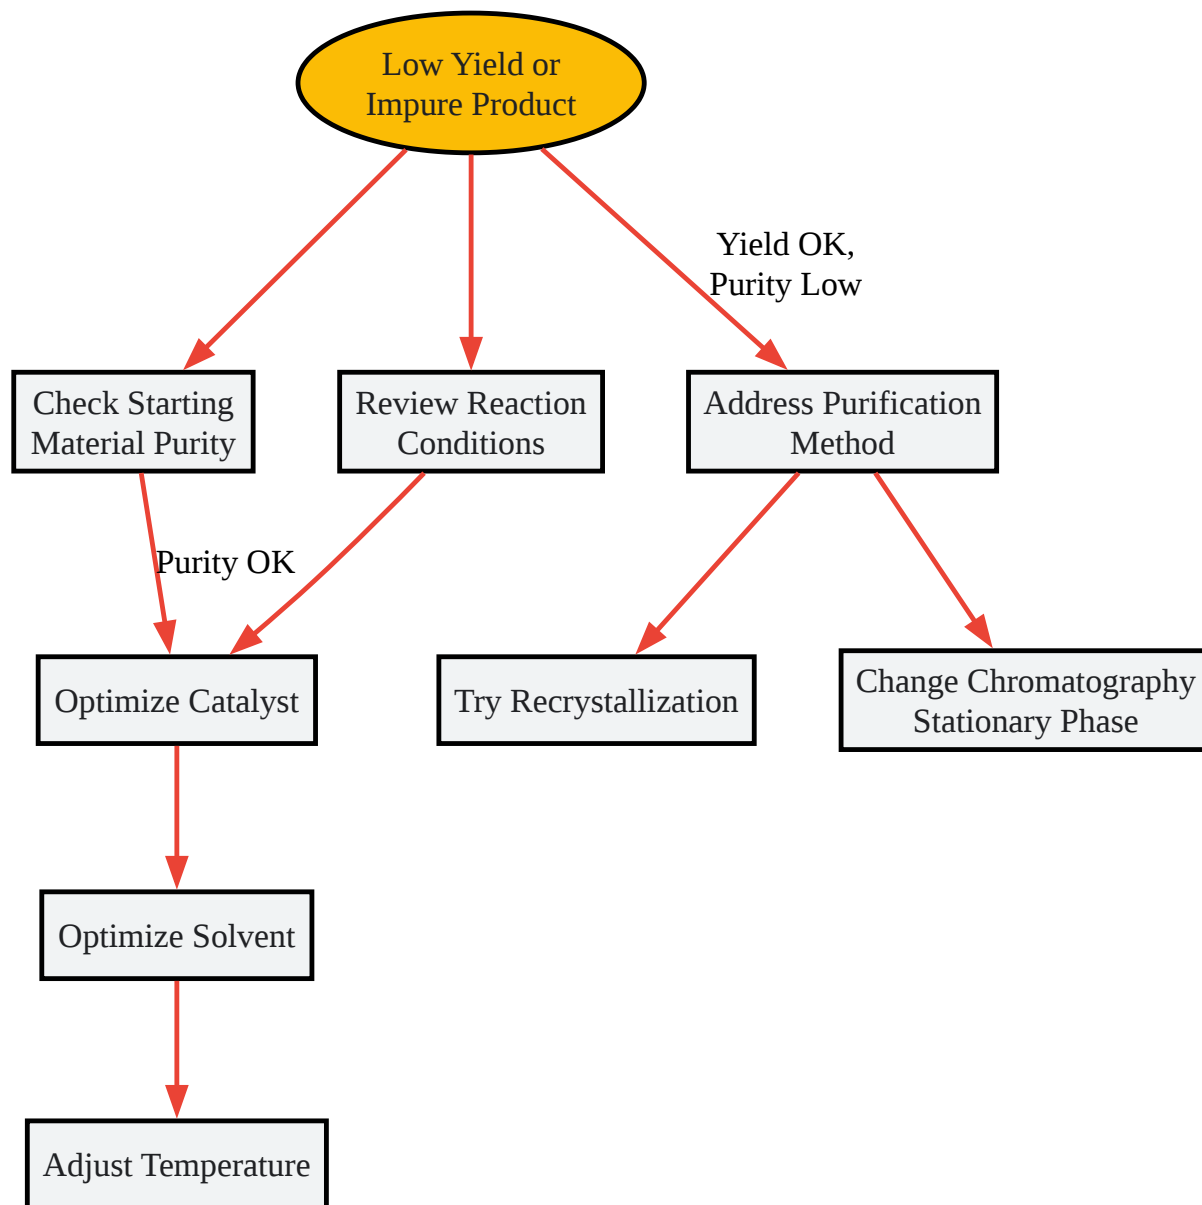 Low Yield or
Impure Product
Yield OK,
Purity Low
Check Starting
Material Purity
Review Reaction
Conditions
Address Purification
Method
Purity OK
Optimize Catalyst
Try Recrystallization
Change Chromatography
Stationary Phase
Optimize Solvent
Adjust Temperature